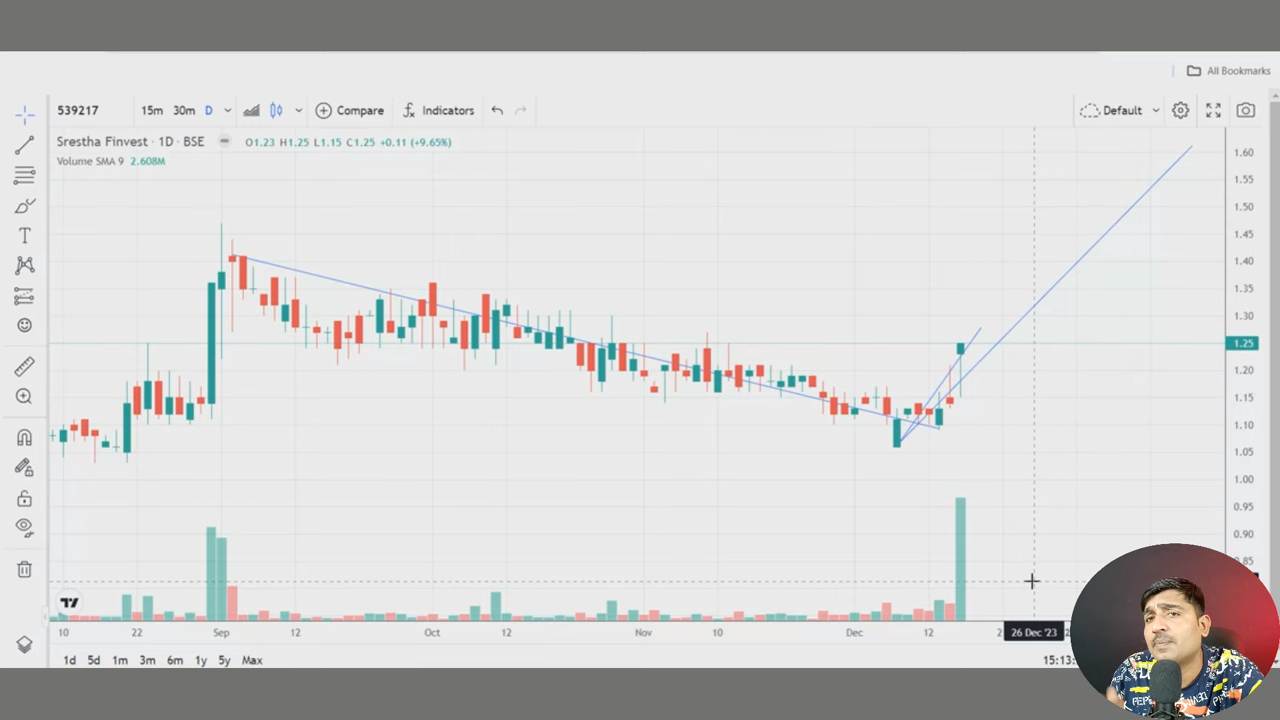 All Bookmarks
539217 15m 30m D Compare Indicators Default
Srestha Finvest · 1D · BSE O1.23 H1.25 L1.15 C1.25 +0.11 (+9.65%)
Volume SMA 9 2.608M
1.60
1.55
1.50
1.45
1.40
1.35
1.30
1.25
1.20
1.15
1.10
1.05
1.00
0.95
0.90
0.85
10 22 Sep 12 Oct 12 Nov 10 Dec 12 26 Dec '23
1d 5d 1m 3m 6m 1y 5y Max 15:13:
PEPE